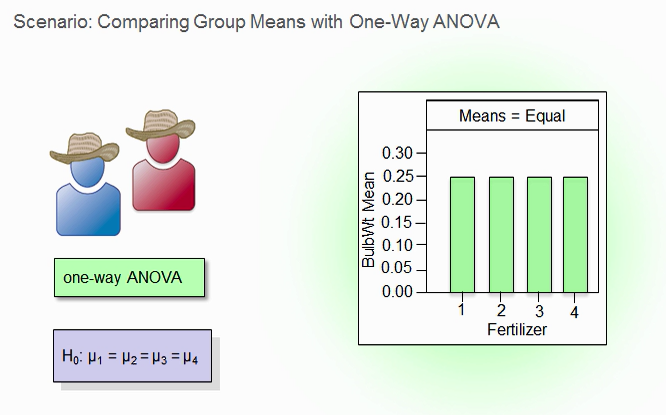 Scenario: Comparing Group Means with One-Way ANOVA
one-way ANOVA
H₀: μ₁ = μ₂ = μ₃ = μ₄
Means = Equal
BulbWt Mean
0.30
0.25
0.20
0.15
0.10
0.05
0.00
1 2 3 4
Fertilizer